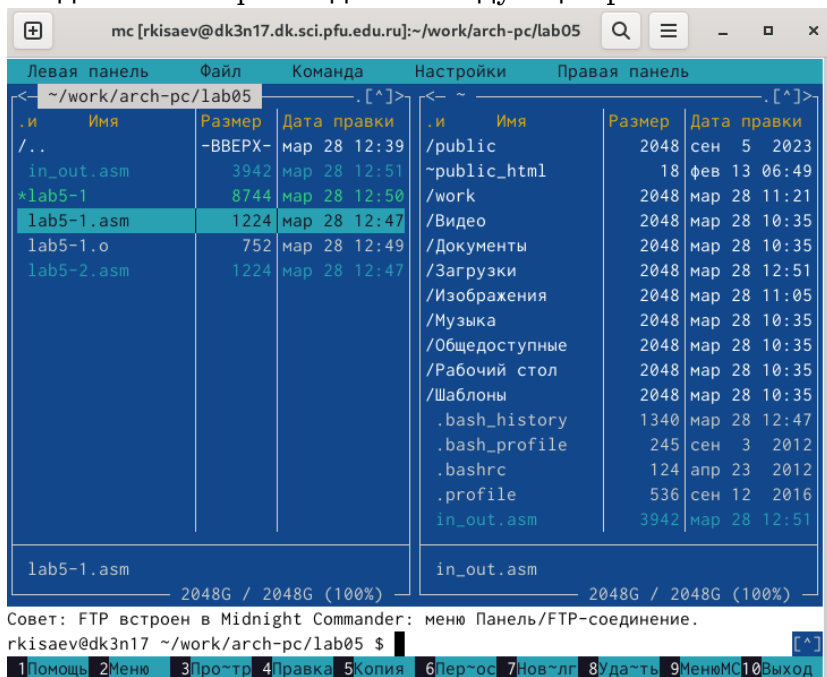 mc [rkisaev@dk3n17.dk.sci.pfu.edu.ru]:~/work/arch-pc/lab05
Левая панель Файл Команда Настройки Правая панель
<— ~/work/arch-pc/lab05 —.[^]> <— ~ —.[^]>
.и Имя Размер Дата правки .и Имя Размер Дата правки
/.. -ВВЕРХ- мар 28 12:39 /public 2048 сен 5 2023
in_out.asm 3942 мар 28 12:51 ~public_html 18 фев 13 06:49
*lab5-1 8744 мар 28 12:50 /work 2048 мар 28 11:21
lab5-1.asm 1224 мар 28 12:47 /Видео 2048 мар 28 10:35
lab5-1.o 752 мар 28 12:49 /Документы 2048 мар 28 10:35
lab5-2.asm 1224 мар 28 12:47 /Загрузки 2048 мар 28 12:51
/Изображения 2048 мар 28 11:05
/Музыка 2048 мар 28 10:35
/Общедоступные 2048 мар 28 10:35
/Рабочий стол 2048 мар 28 10:35
/Шаблоны 2048 мар 28 10:35
.bash_history 1340 мар 28 12:47
.bash_profile 245 сен 3 2012
.bashrc 124 апр 23 2012
.profile 536 сен 12 2016
in_out.asm 3942 мар 28 12:51
lab5-1.asm in_out.asm
2048G / 2048G (100%) 2048G / 2048G (100%)
Совет: FTP встроен в Midnight Commander: меню Панель/FTP-соединение.
rkisaev@dk3n17 ~/work/arch-pc/lab05 $ [^]
1Помощь 2Меню 3Про~тр 4Правка 5Копия 6Пер~ос 7Нов~лг 8Уда~ть 9МенюМС 10Выход